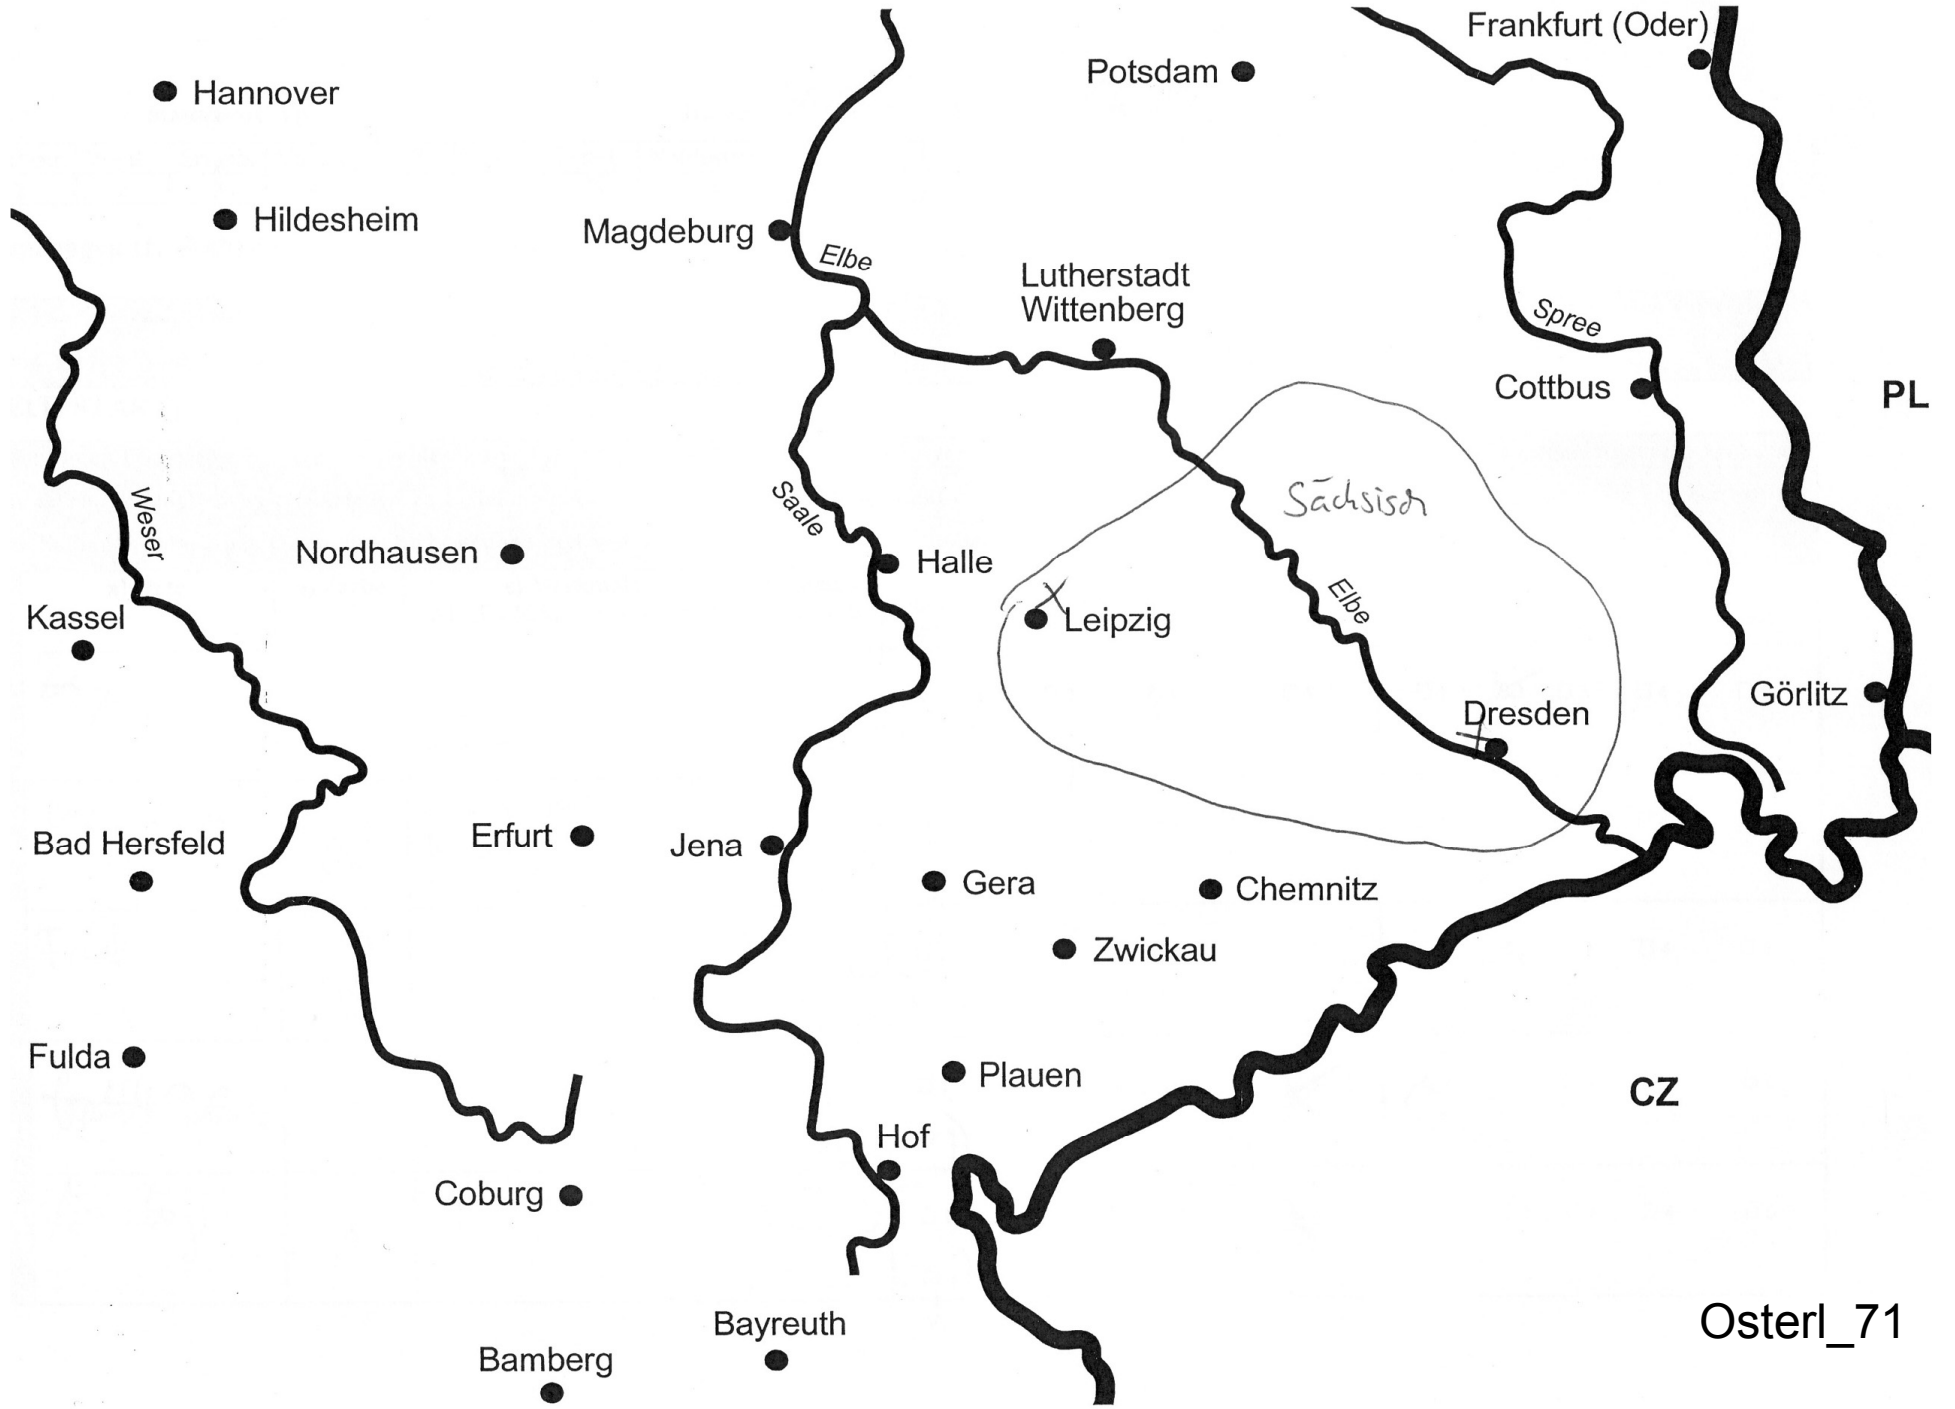 Frankfurt (Oder)
Potsdam
Hannover
Hildesheim
Magdeburg
Elbe
Lutherstadt
Wittenberg
Spree
Cottbus
PL
Sächsisch
Weser
Saale
Nordhausen
Halle
Elbe
Kassel
Leipzig
Görlitz
Dresden
Bad Hersfeld
Erfurt
Jena
Gera
Chemnitz
Zwickau
Fulda
Plauen
CZ
Hof
Coburg
Osterl_71
Bayreuth
Bamberg